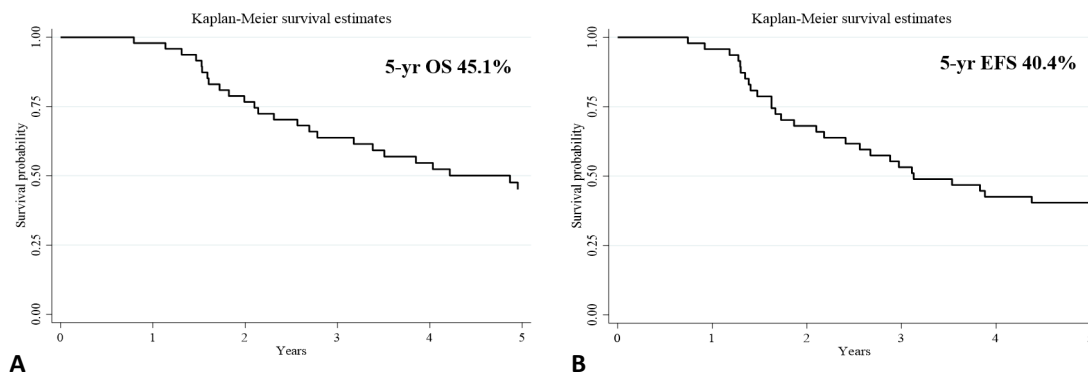 Kaplan-Meier survival estimates
5-yr OS 45.1%
Survival probability
1.00
0.75
0.50
0.25
0.00
0 1 2 3 4 5
Years
A
Kaplan-Meier survival estimates
5-yr EFS 40.4%
Survival probability
1.00
0.75
0.50
0.25
0.00
0 1 2 3 4
Years
B